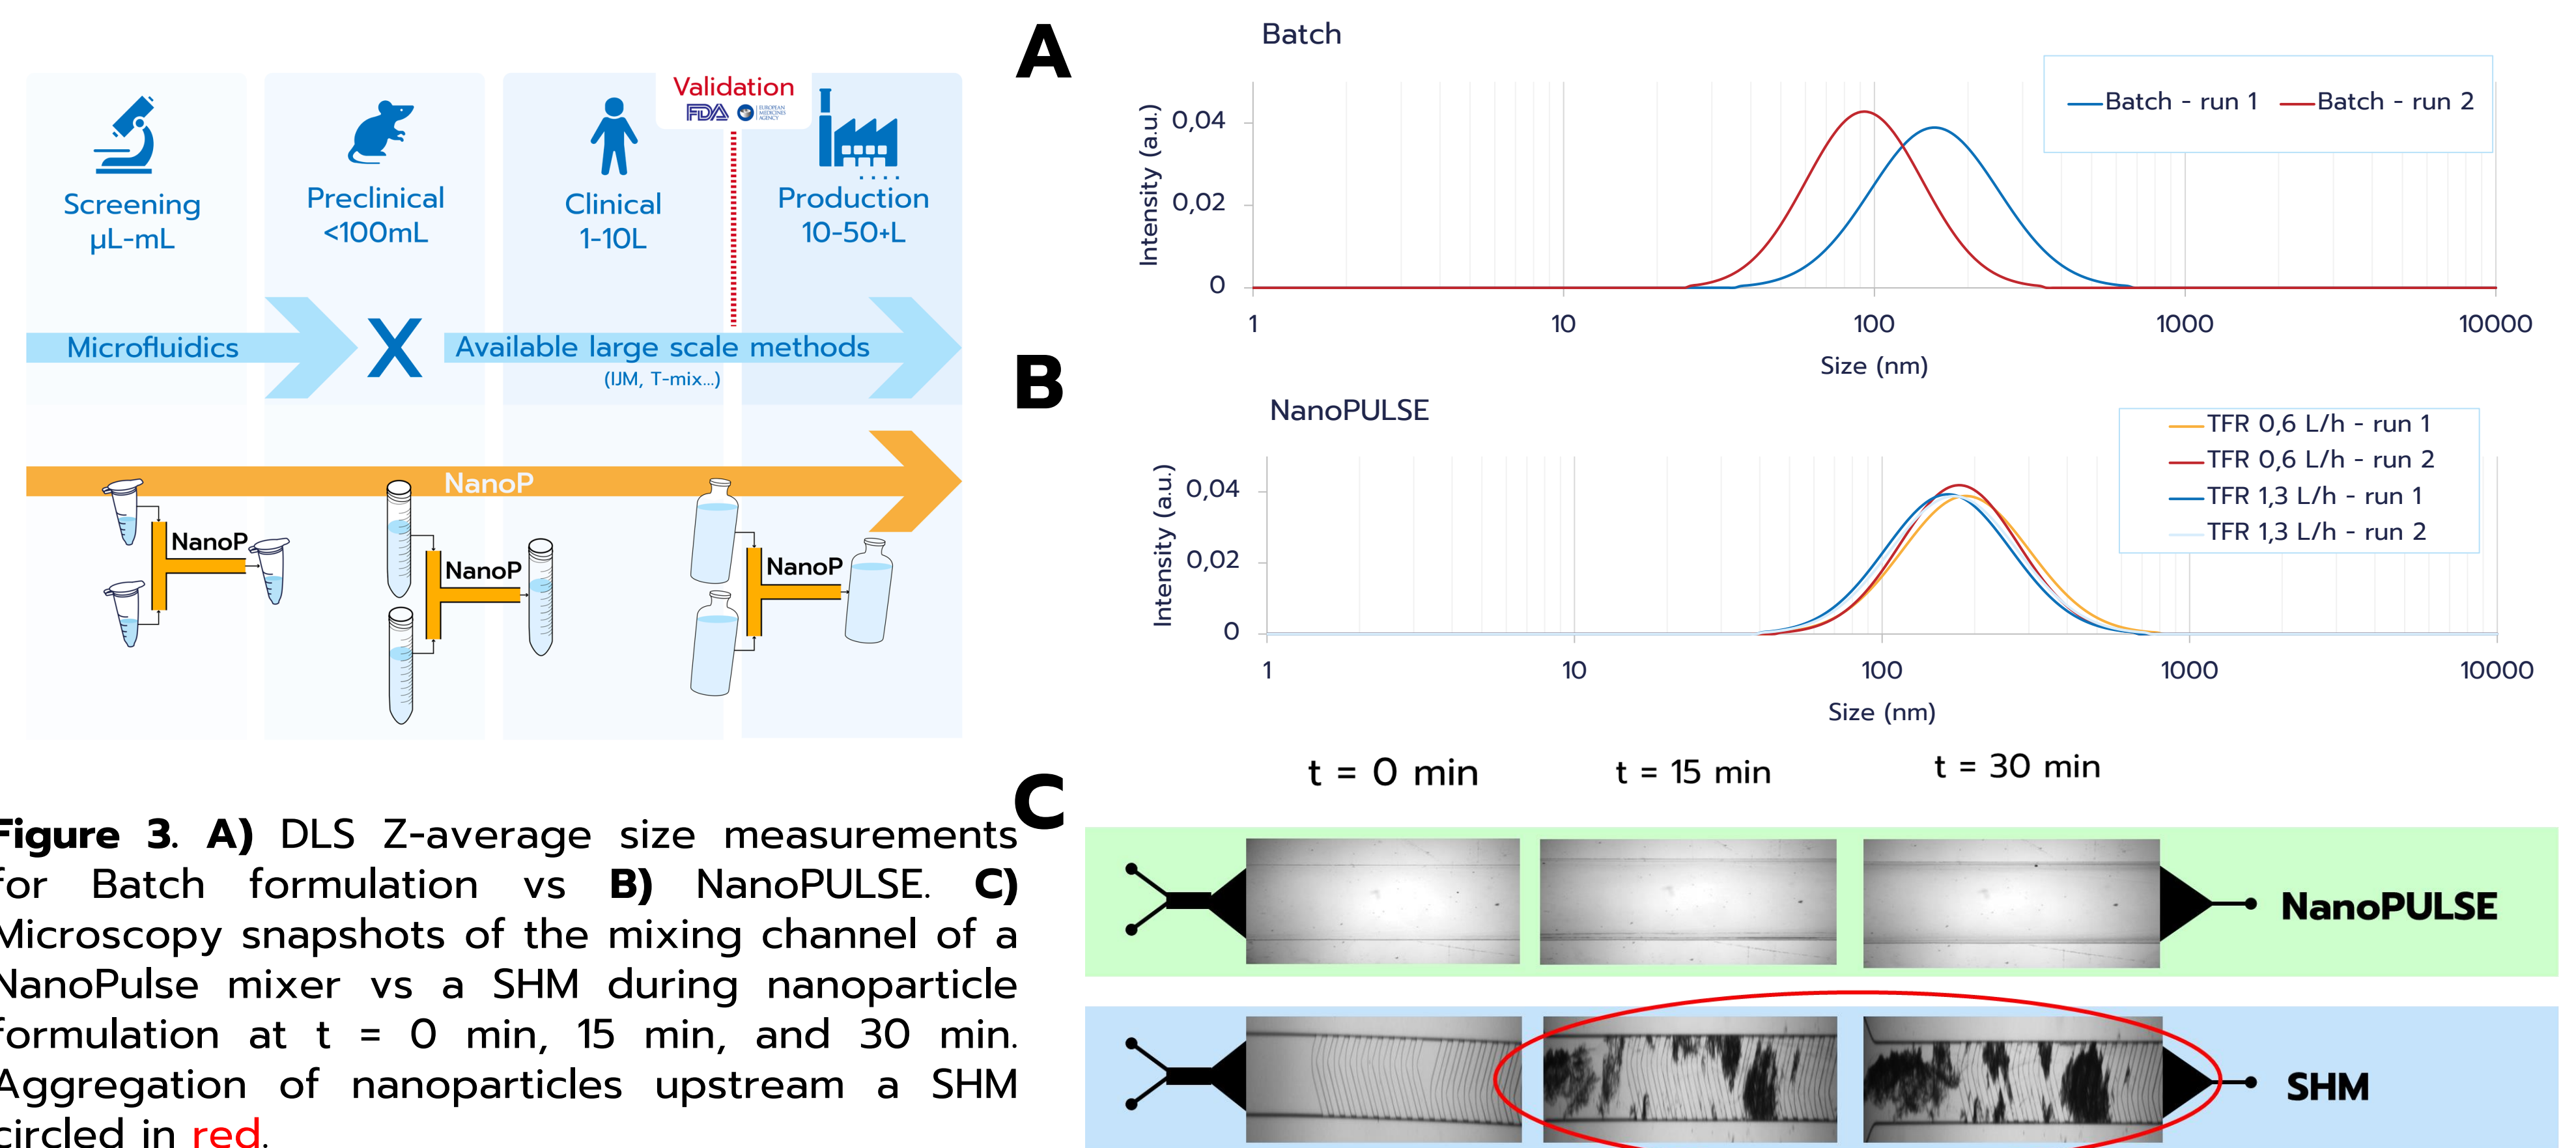 Validation
FDA
EUROPEAN
MEDICINES
AGENCY
Screening
µL-mL
Preclinical
<100mL
Clinical
1-10L
Production
10-50+L
Microfluidics
X
Available large scale methods
(IJM, T-mix...)
NanoP
NanoP
NanoP
NanoP
Figure 3. A) DLS Z-average size measurements
for Batch formulation vs B) NanoPULSE. C)
Microscopy snapshots of the mixing channel of a
NanoPulse mixer vs a SHM during nanoparticle
formulation at t = 0 min, 15 min, and 30 min.
Aggregation of nanoparticles upstream a SHM
circled in red.
A
Batch
Batch - run 1
Batch - run 2
Intensity (a.u.)
0,04
0,02
0
1
10
100
1000
10000
Size (nm)
B
NanoPULSE
TFR 0,6 L/h - run 1
TFR 0,6 L/h - run 2
TFR 1,3 L/h - run 1
TFR 1,3 L/h - run 2
Intensity (a.u.)
0,04
0,02
0
1
10
100
1000
10000
Size (nm)
C
t = 0 min
t = 15 min
t = 30 min
NanoPULSE
SHM